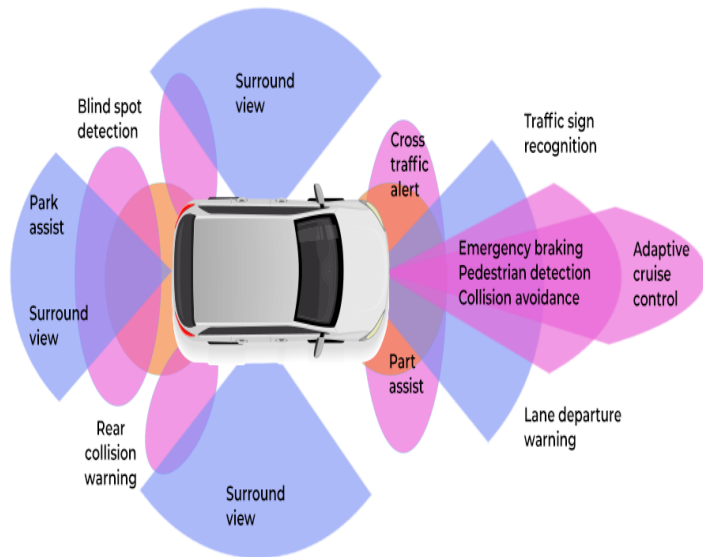 Surround
view
Blind spot
detection
Traffic sign
recognition
Cross
traffic
alert
Park
assist
Emergency braking
Pedestrian detection
Collision avoidance
Adaptive
cruise
control
Surround
view
Part
assist
Rear
collision
warning
Lane departure
warning
Surround
view